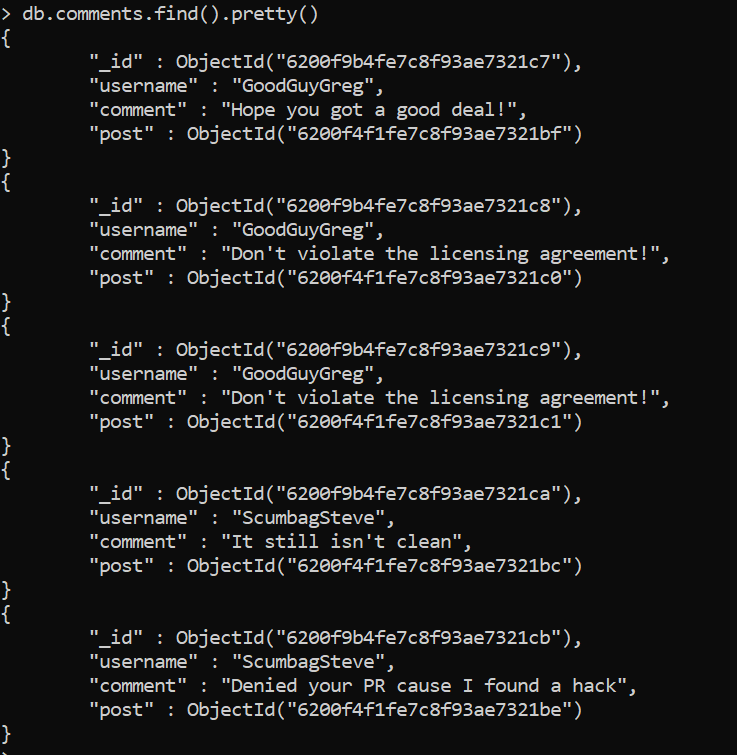 > db.comments.find().pretty()
{
"_id" : ObjectId("6200f9b4fe7c8f93ae7321c7"),
"username" : "GoodGuyGreg",
"comment" : "Hope you got a good deal!",
"post" : ObjectId("6200f4f1fe7c8f93ae7321bf")
}
{
"_id" : ObjectId("6200f9b4fe7c8f93ae7321c8"),
"username" : "GoodGuyGreg",
"comment" : "Don't violate the licensing agreement!",
"post" : ObjectId("6200f4f1fe7c8f93ae7321c0")
}
{
"_id" : ObjectId("6200f9b4fe7c8f93ae7321c9"),
"username" : "GoodGuyGreg",
"comment" : "Don't violate the licensing agreement!",
"post" : ObjectId("6200f4f1fe7c8f93ae7321c1")
}
{
"_id" : ObjectId("6200f9b4fe7c8f93ae7321ca"),
"username" : "ScumbagSteve",
"comment" : "It still isn't clean",
"post" : ObjectId("6200f4f1fe7c8f93ae7321bc")
}
{
"_id" : ObjectId("6200f9b4fe7c8f93ae7321cb"),
"username" : "ScumbagSteve",
"comment" : "Denied your PR cause I found a hack",
"post" : ObjectId("6200f4f1fe7c8f93ae7321be")
}